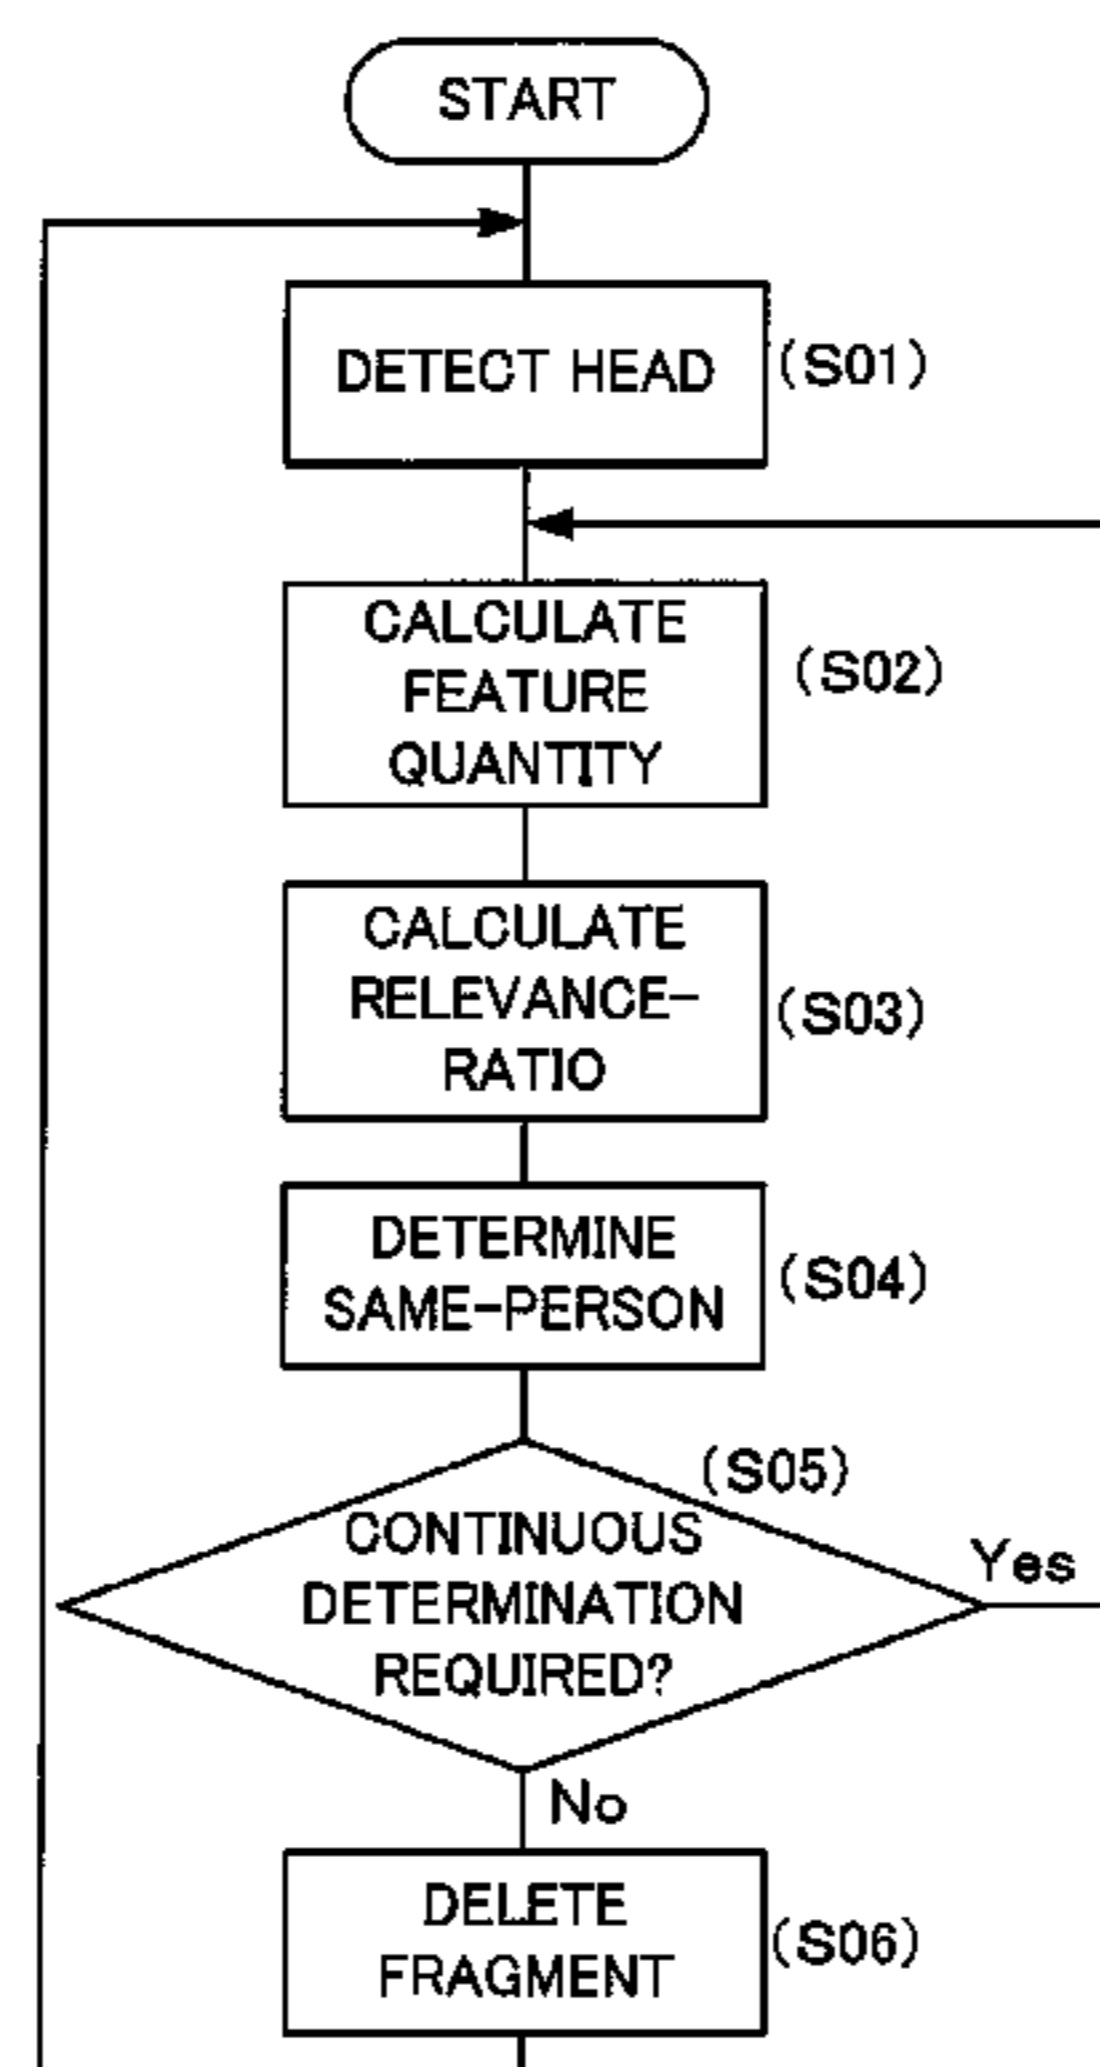 START
DETECT HEAD
(S01)
CALCULATE
FEATURE
QUANTITY
(S02)
CALCULATE
RELEVANCE-
RATIO
(S03)
DETERMINE
SAME-PERSON
(S04)
(S05)
CONTINUOUS
DETERMINATION
REQUIRED?
Yes
No
DELETE
FRAGMENT
(S06)